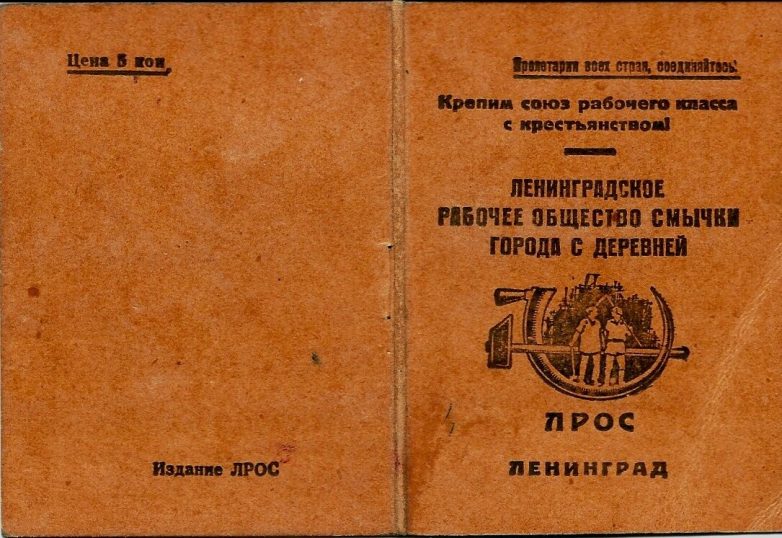 Цена 5 коп.
Издание ЛРОС
Пролетарии всех стран, соединяйтесь!
Крепим союз рабочего класса
с крестьянством!
ЛЕНИНГРАДСКОЕ
РАБОЧЕЕ ОБЩЕСТВО СМЫЧКИ
ГОРОДА С ДЕРЕВНЕЙ
ЛРОС
ЛЕНИНГРАД